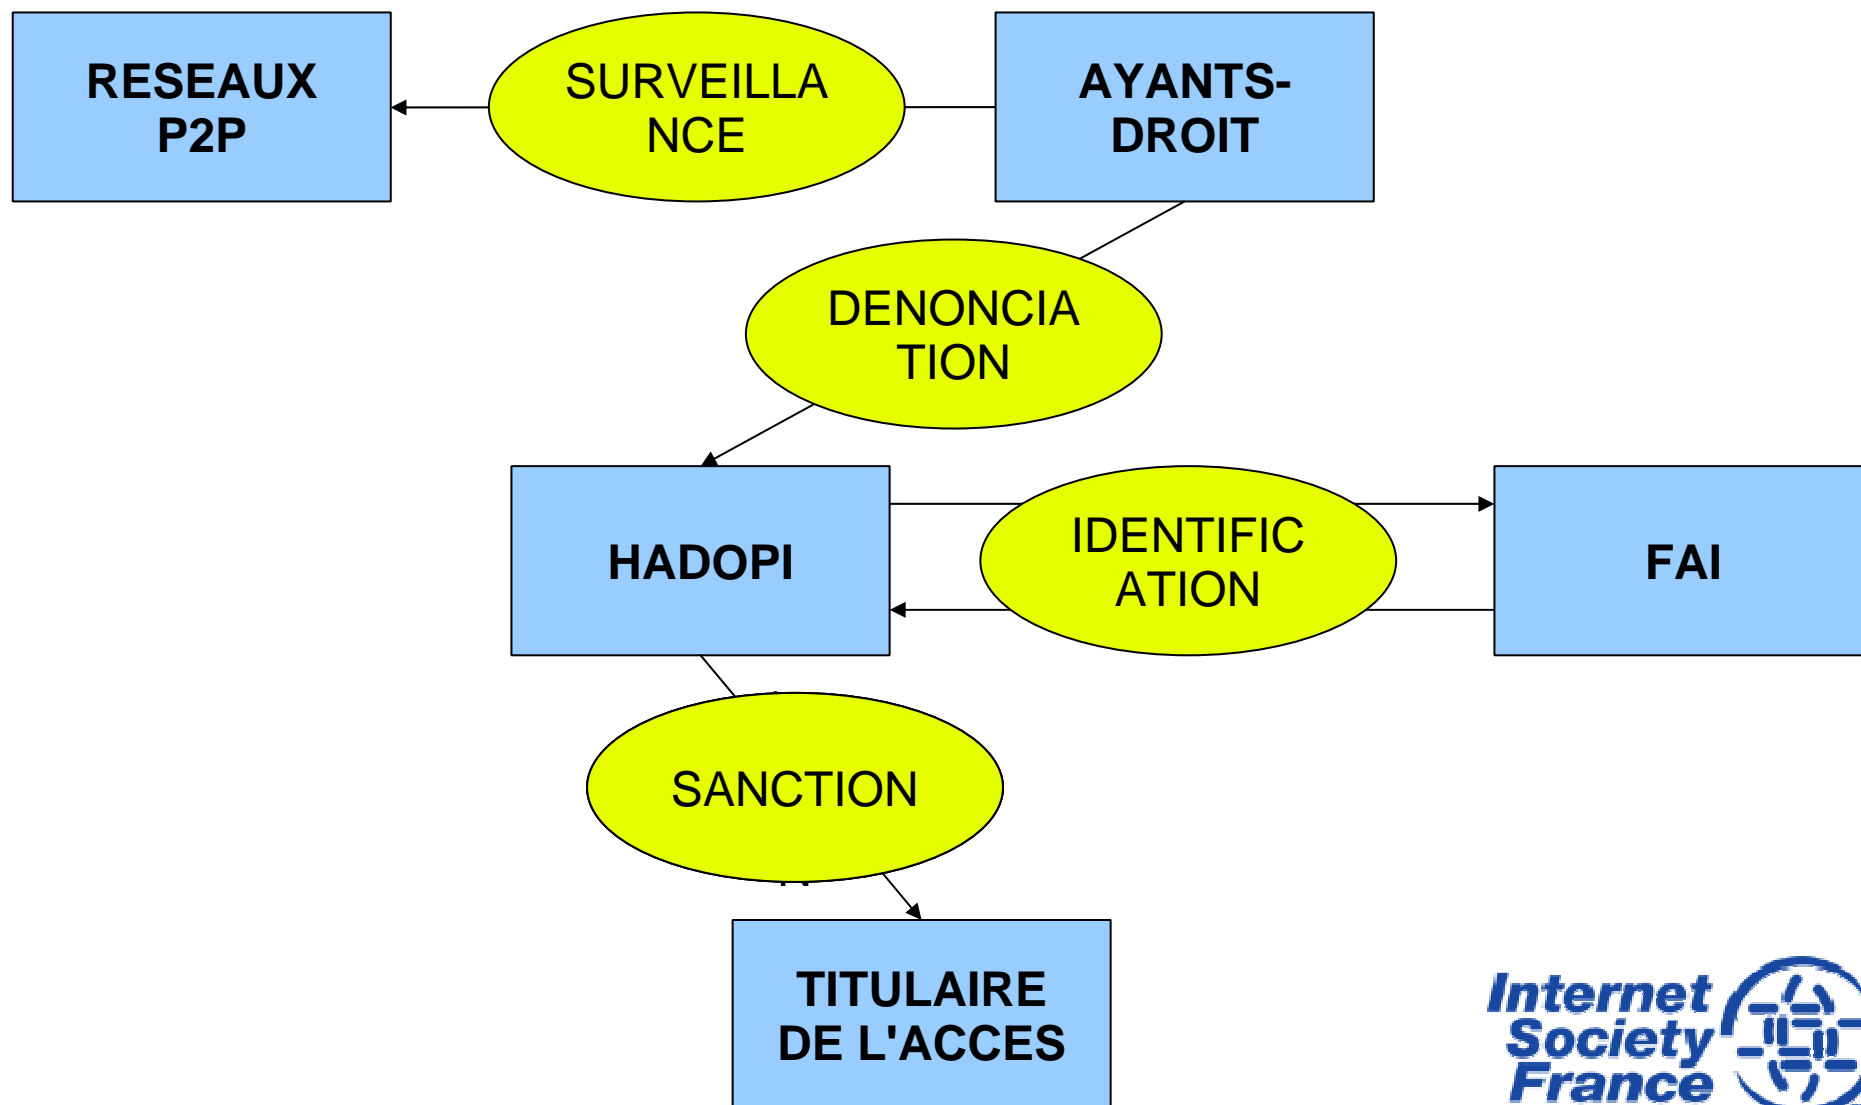 RESEAUX
P2P
SURVEILLA
NCE
AYANTS-
DROIT
DENONCIA
TION
HADOPI
IDENTIFIC
ATION
FAI
SANCTION
TITULAIRE
DE L'ACCES
Internet
Society
France